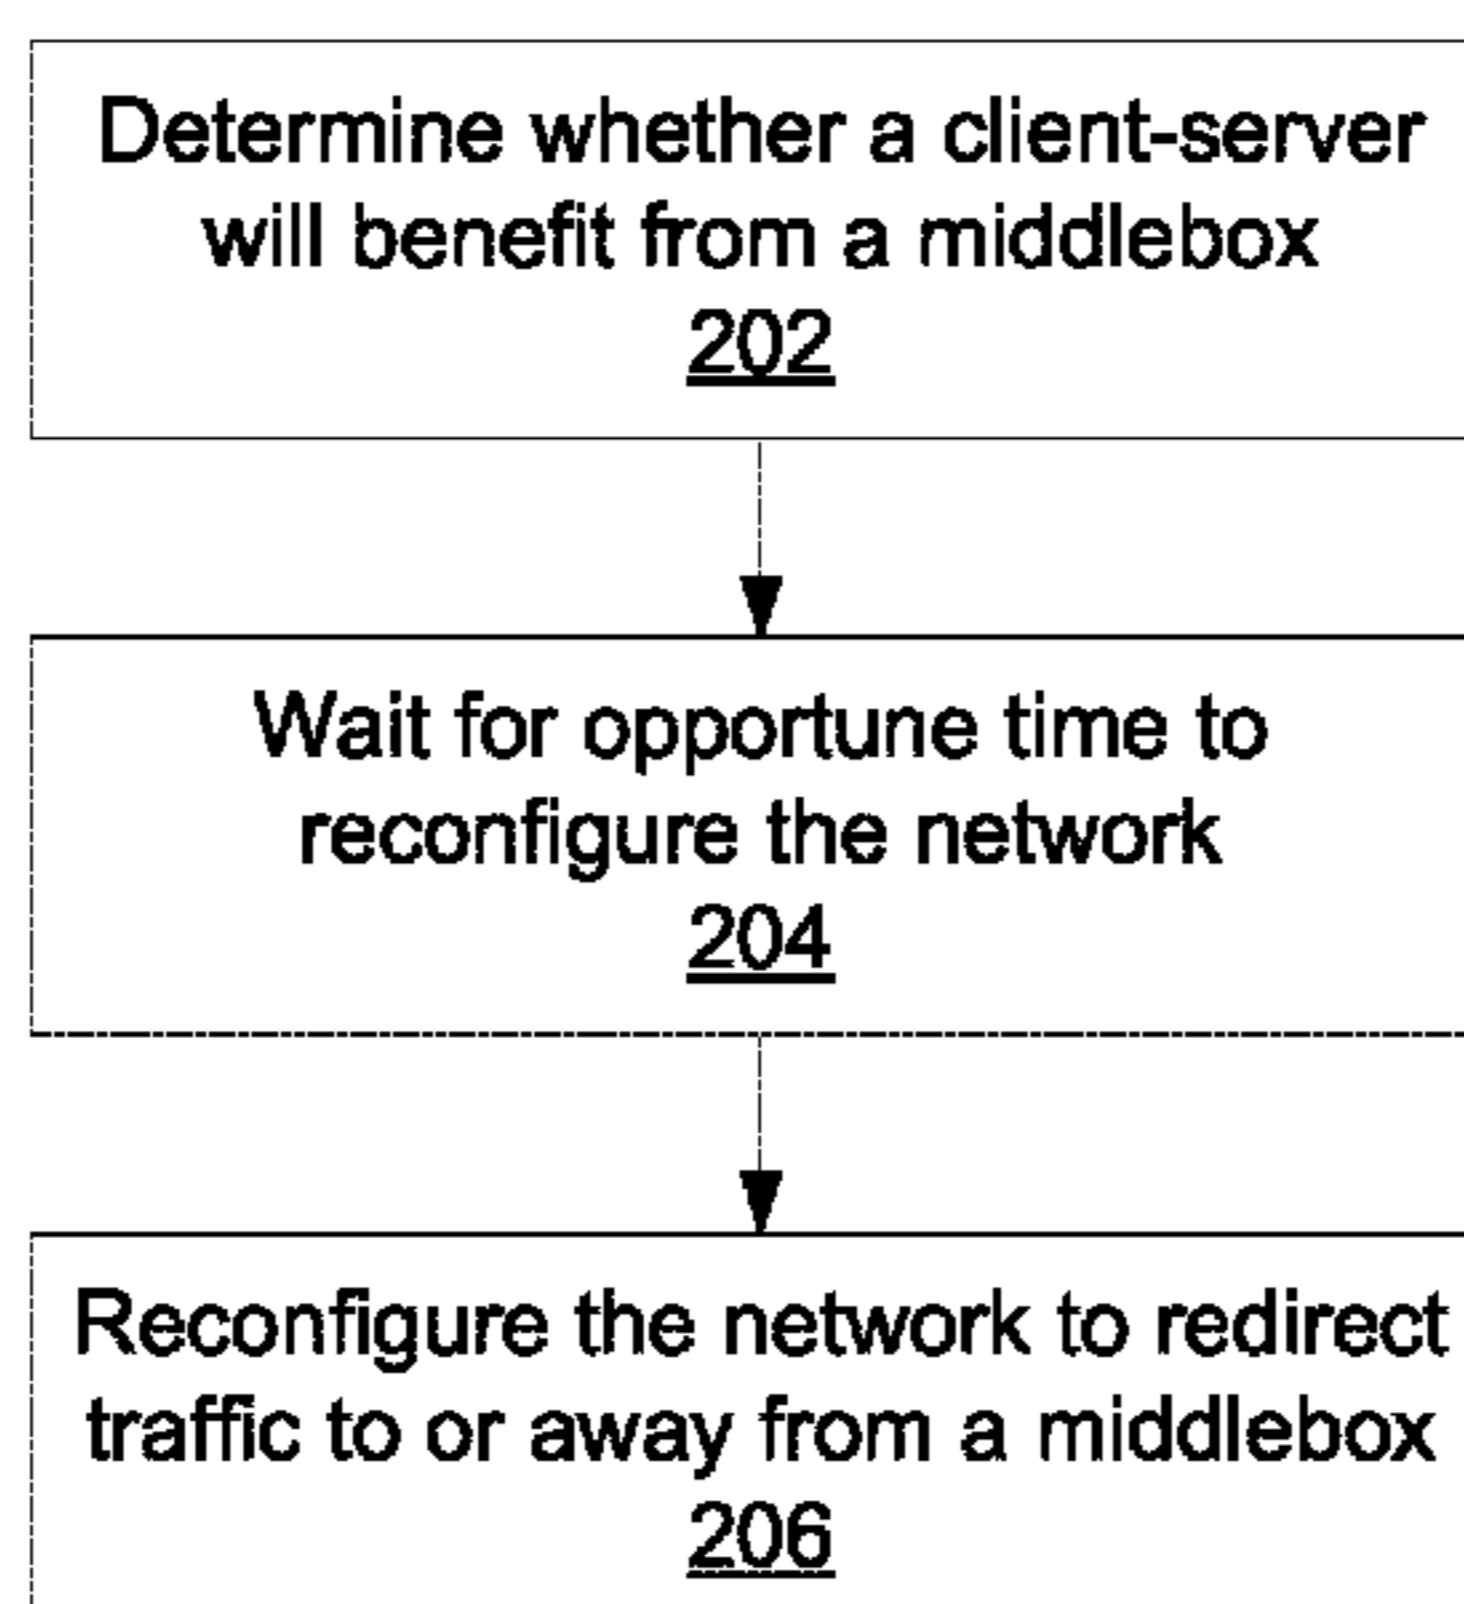 Determine whether a client-server
will benefit from a middlebox
202
Wait for opportune time to
reconfigure the network
204
Reconfigure the network to redirect
traffic to or away from a middlebox
206